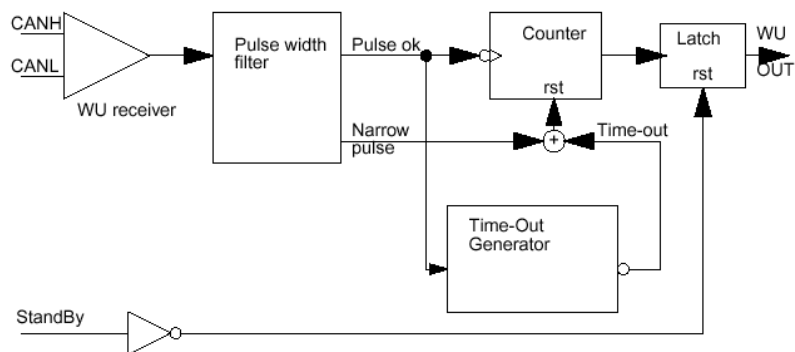 CANH
CANL
WU receiver
Pulse width
filter
Pulse ok
Narrow
pulse
Counter
rst
+
Time-out
Latch
rst
WU
OUT
Time-Out
Generator
StandBy